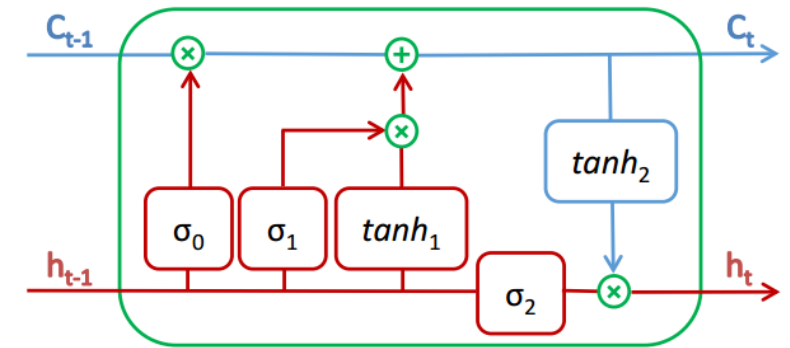 Cₜ₋₁
Cₜ
×
+
×
tanh₂
σ₀
σ₁
tanh₁
hₜ₋₁
hₜ
σ₂
×